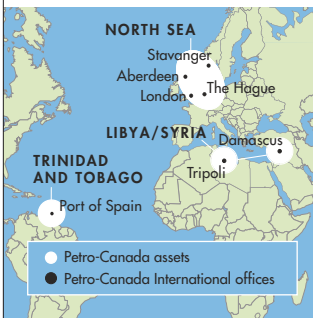 NORTH SEA
Stavanger
Aberdeen
The Hague
London
LIBYA/SYRIA
Damascus
Tripoli
TRINIDAD
AND TOBAGO
Port of Spain
Petro-Canada assets
Petro-Canada International offices